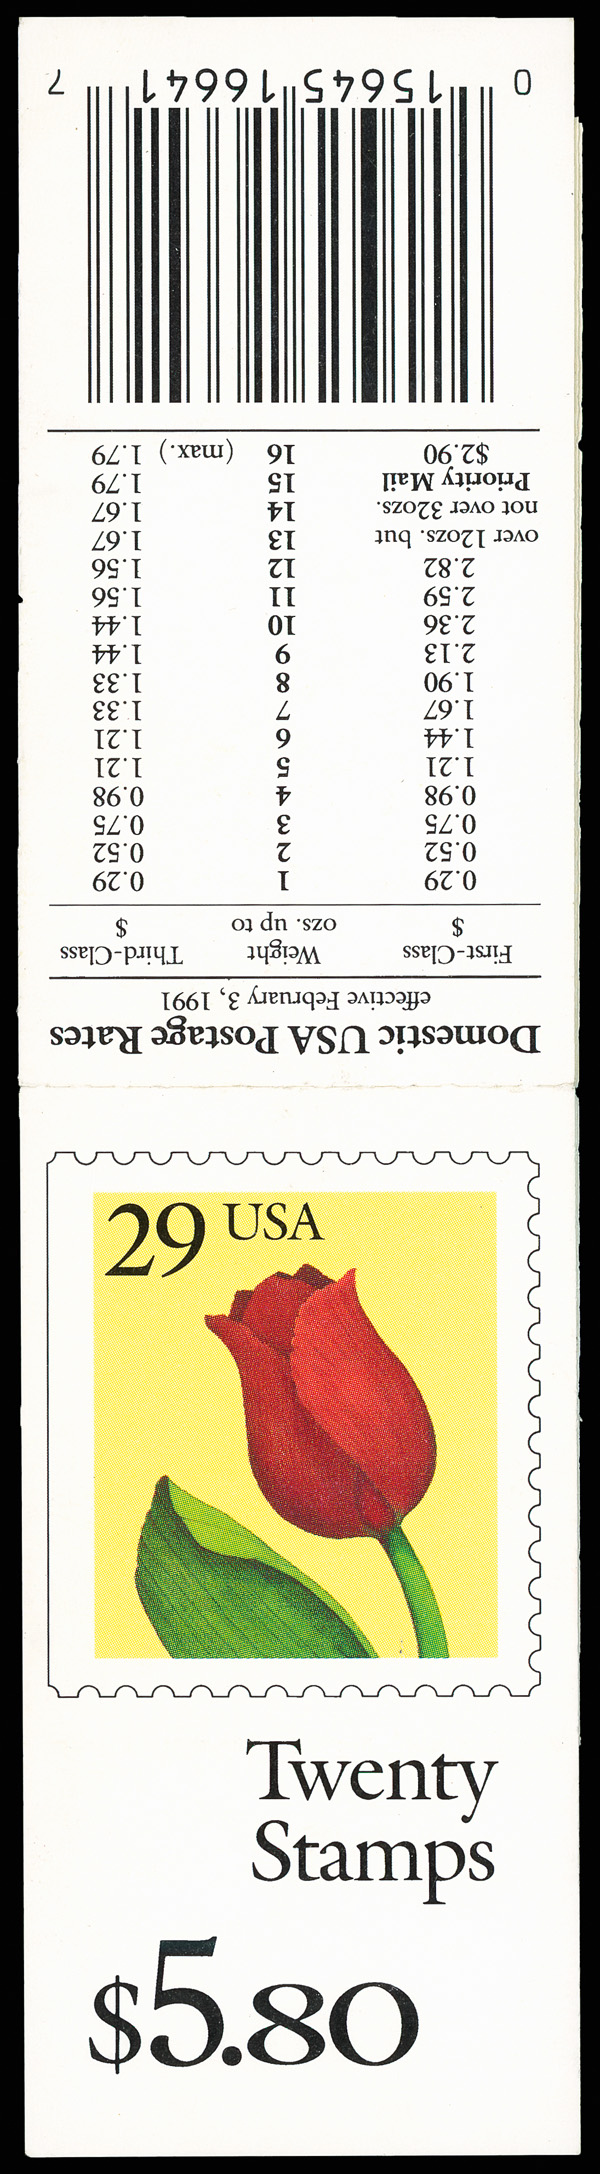 Domestic USA Postage Rates
effective February 3, 1991
First-Class Weight Third-Class
$ ozs. up to $
0.29 1 0.29
0.52 2 0.52
0.75 3 0.75
0.98 4 0.98
1.21 5 1.21
1.44 6 1.21
1.67 7 1.33
1.90 8 1.33
2.13 9 1.44
2.36 10 1.44
2.59 11 1.56
2.82 12 1.56
over 12ozs. but 13 1.67
not over 32ozs. 14 1.67
Priority Mail 15 1.79
$2.90 16 (max.) 1.79
0 15645 16641 7
29 USA
Twenty
Stamps
$5.80